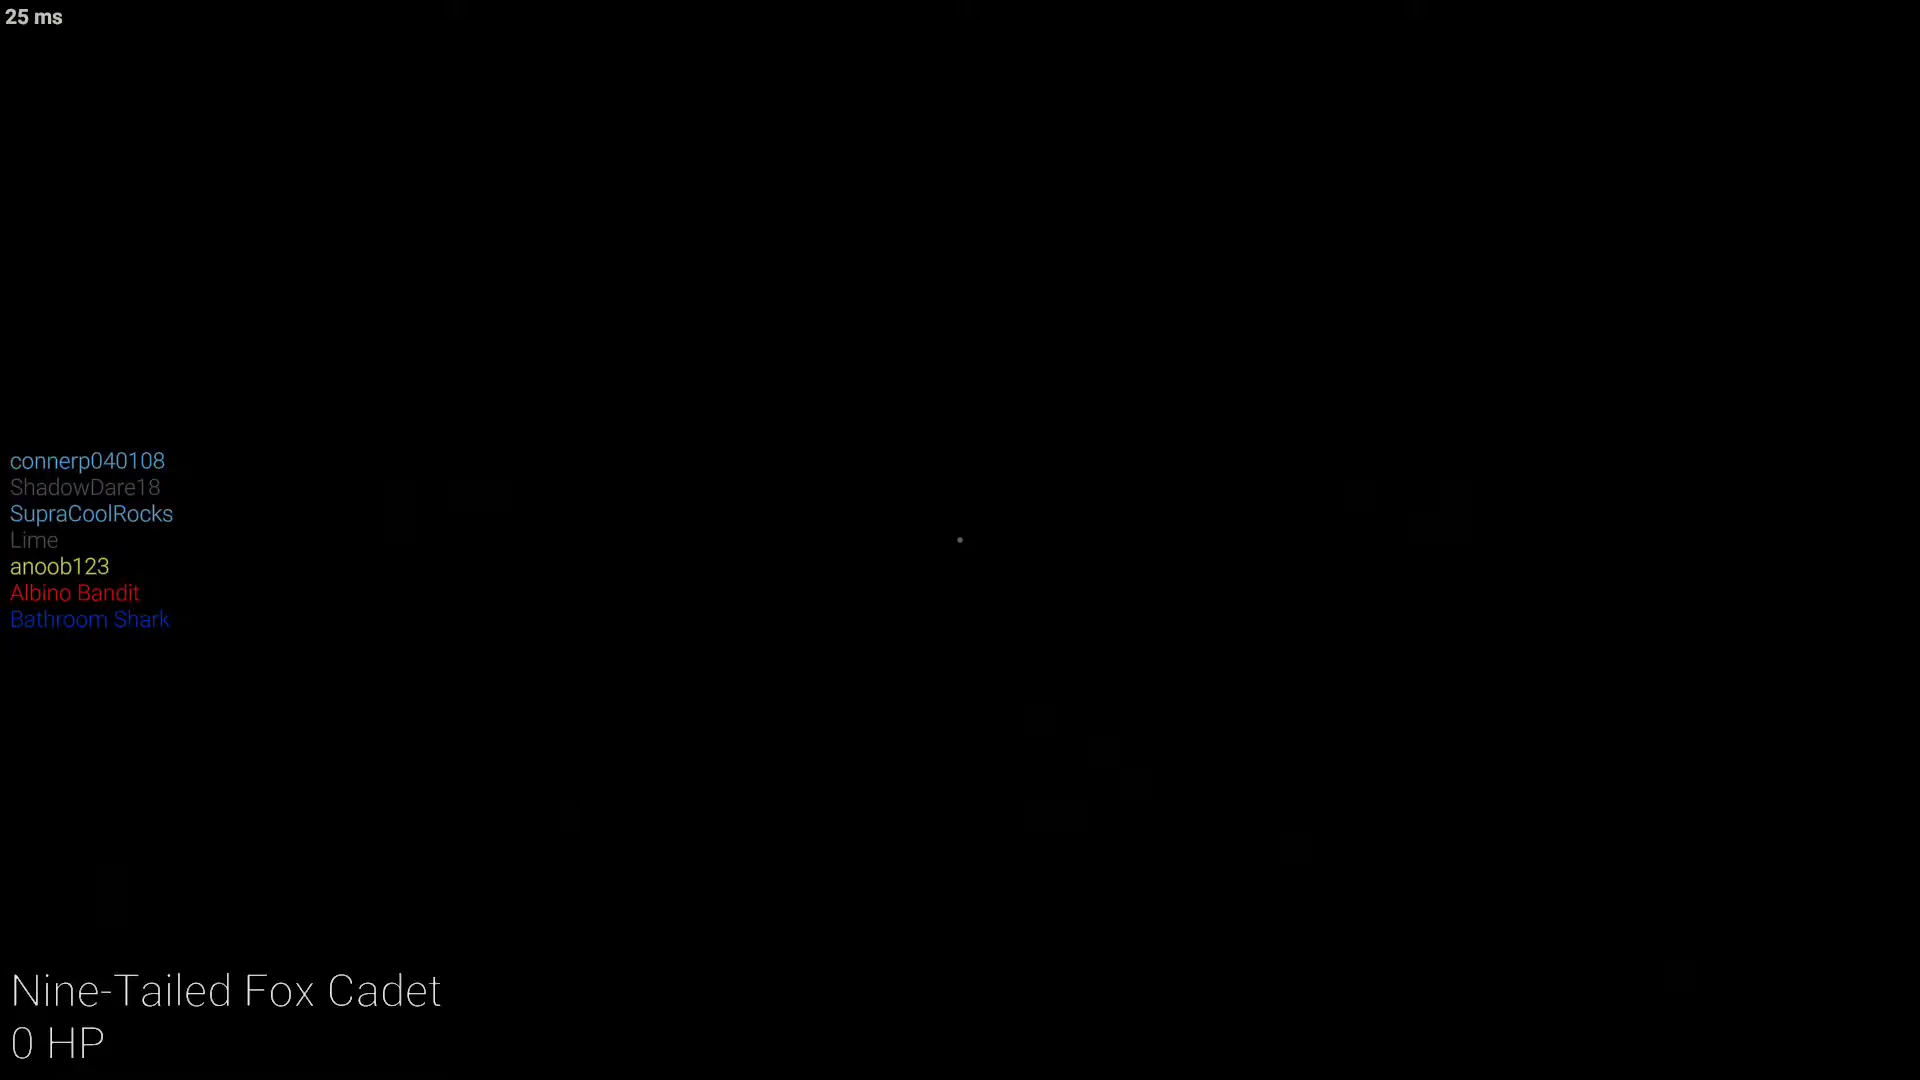 25 ms
connerp040108
ShadowDare18
SupraCoolRocks
Lime
anoob123
Albino Bandit
Bathroom Shark
Nine-Tailed Fox Cadet
0 HP